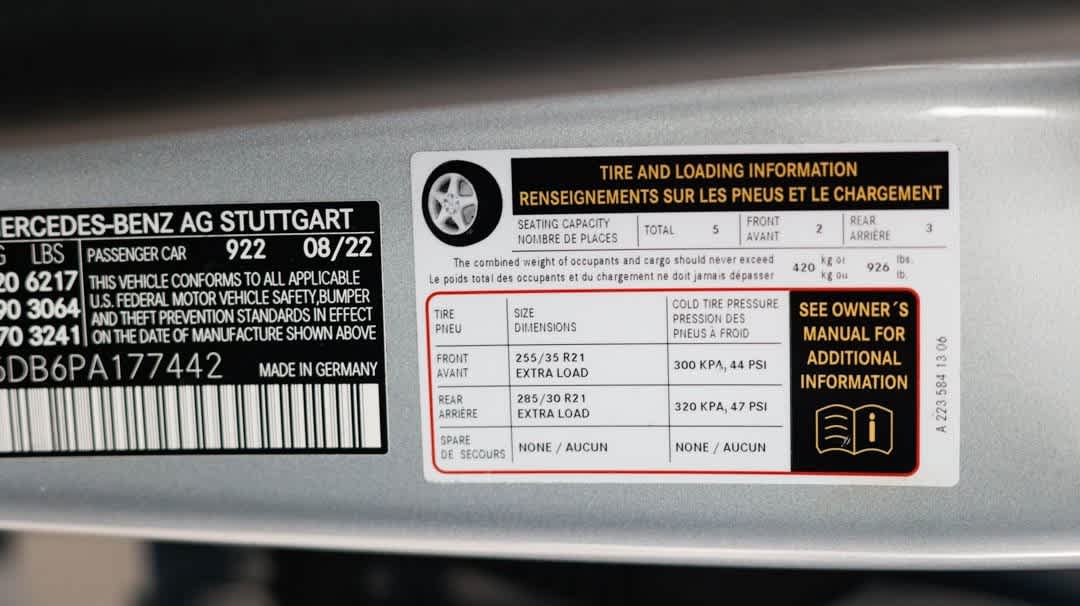 ERCEDES-BENZ AG STUTTGART
G LBS
PASSENGER CAR 922 08/22
20 6217
90 3064
70 3241
THIS VEHICLE CONFORMS TO ALL APPLICABLE
U.S. FEDERAL MOTOR VEHICLE SAFETY,BUMPER
AND THEFT PREVENTION STANDARDS IN EFFECT
ON THE DATE OF MANUFACTURE SHOWN ABOVE
6DB6PA177442 MADE IN GERMANY
TIRE AND LOADING INFORMATION
RENSEIGNEMENTS SUR LES PNEUS ET LE CHARGEMENT
SEATING CAPACITY
NOMBRE DE PLACES
TOTAL 5
FRONT
AVANT
2
REAR
ARRIÈRE
3
The combined weight of occupants and cargo should never exceed
Le poids total des occupants et du chargement ne doit jamais dépasser
420 kg or
kg ou
926 lbs.
lb.
TIRE
PNEU
SIZE
DIMENSIONS
COLD TIRE PRESSURE
PRESSION DES
PNEUS À FROID
FRONT
AVANT
255/35 R21
EXTRA LOAD
300 KPA, 44 PSI
REAR
ARRIÈRE
285/30 R21
EXTRA LOAD
320 KPA, 47 PSI
SPARE
DE SECOURS
NONE / AUCUN
NONE / AUCUN
SEE OWNER´S
MANUAL FOR
ADDITIONAL
INFORMATION
A 223 584 13 06